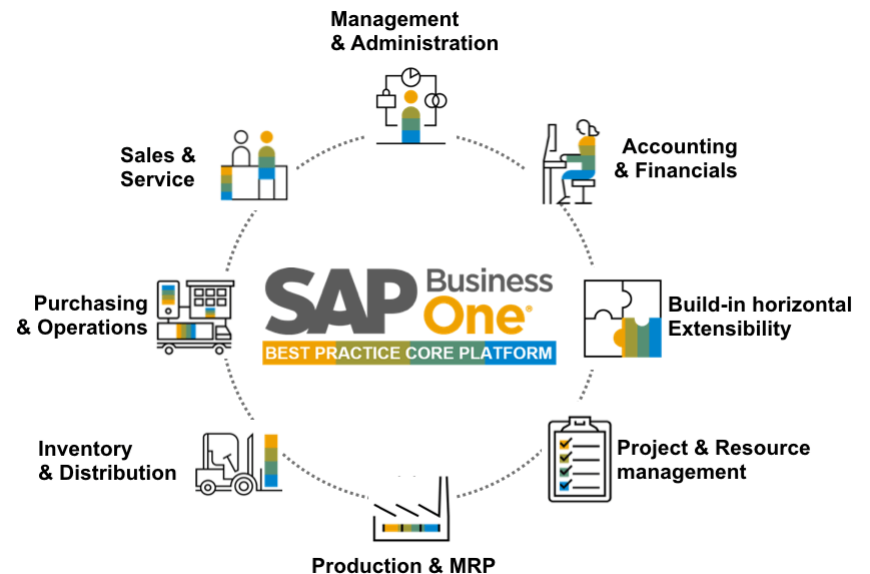 Management
& Administration
Accounting
& Financials
Build-in horizontal
Extensibility
Project & Resource
management
Production & MRP
Inventory
& Distribution
Purchasing
& Operations
Sales &
Service
SAP Business
One®
BEST PRACTICE CORE PLATFORM